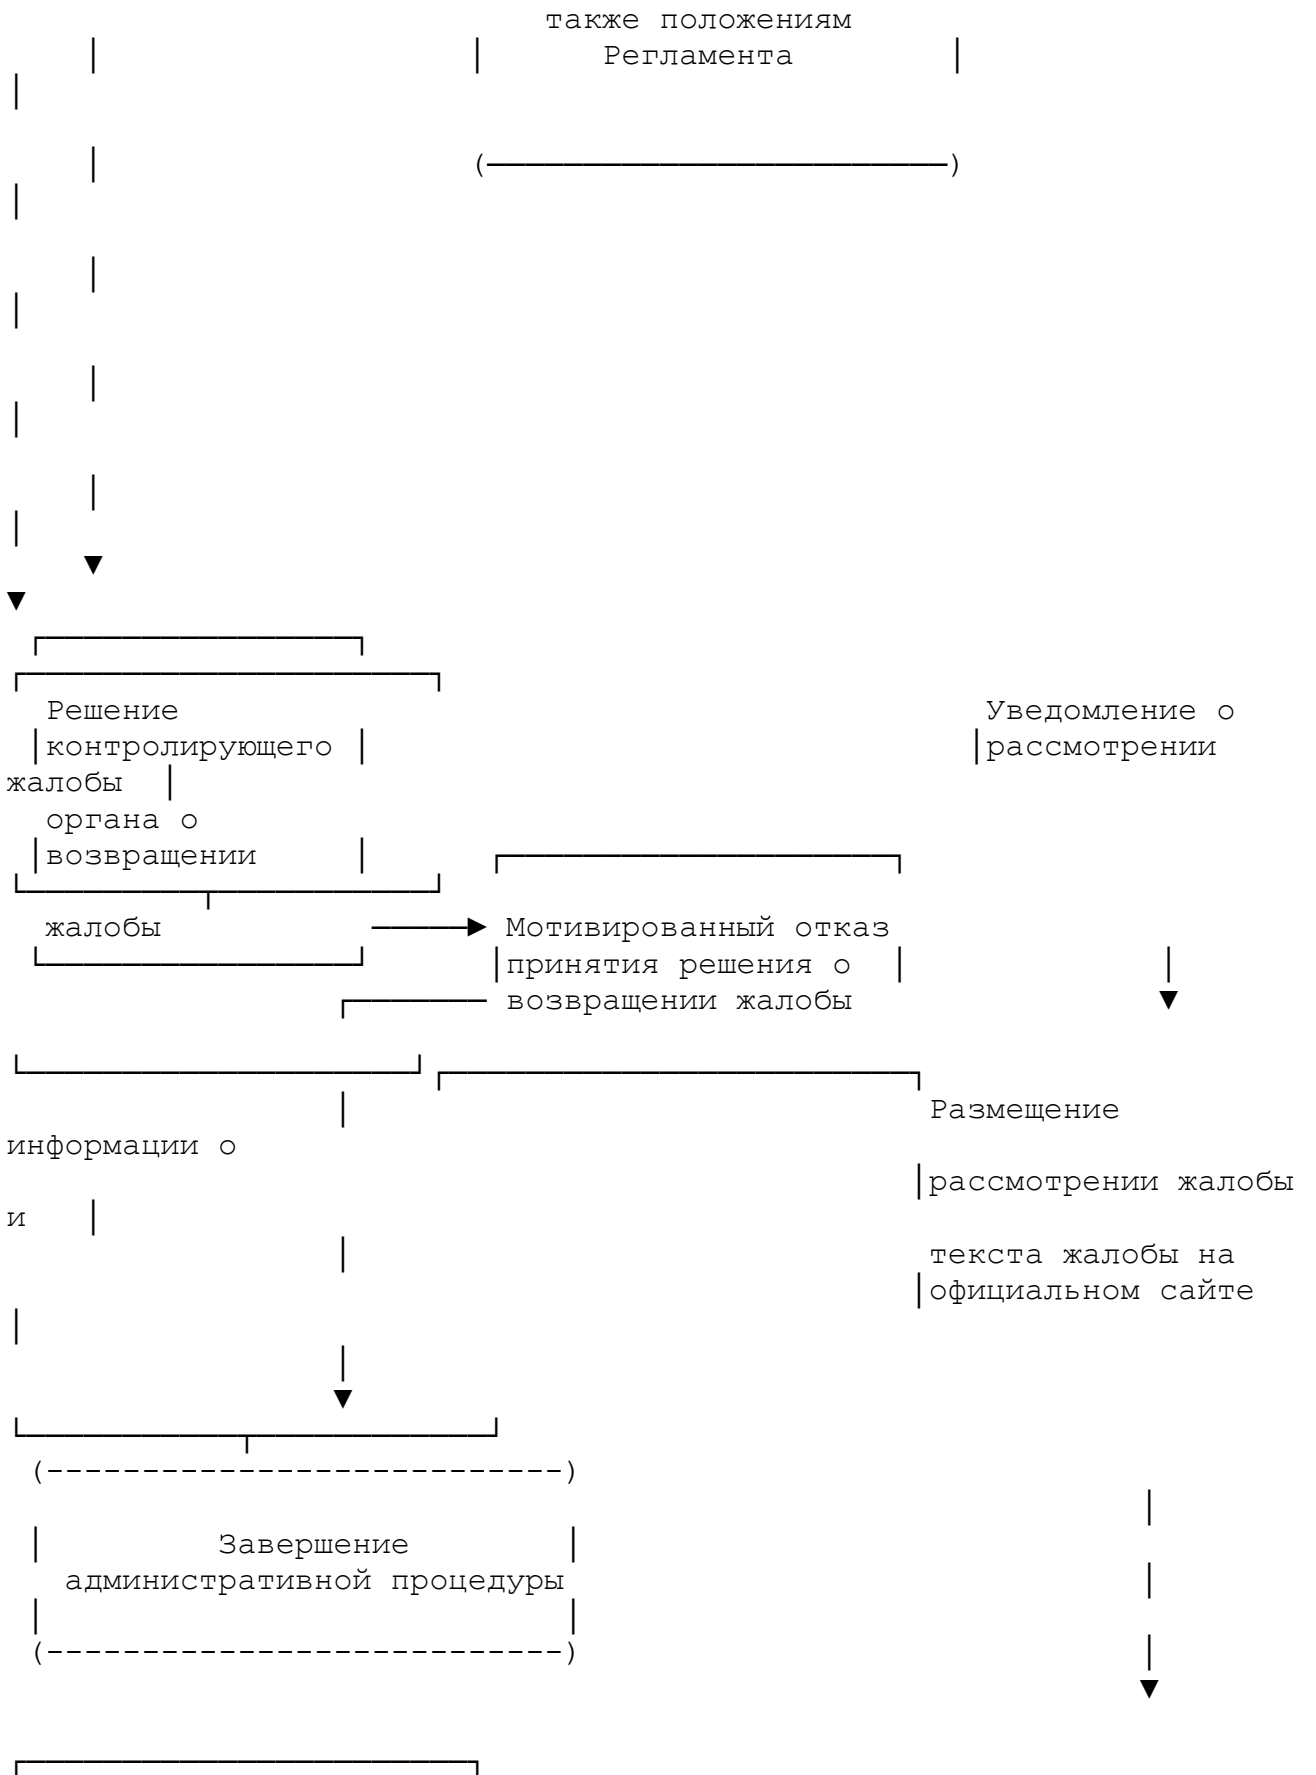 также положениям
Регламента
Решение Уведомление о
контролирующего рассмотрении
жалобы
органа о
возвращении
жалобы Мотивированный отказ
принятия решения о
возвращении жалобы
Размещение
информации о
рассмотрении жалобы
и
текста жалобы на
официальном сайте
Завершение
административной процедуры